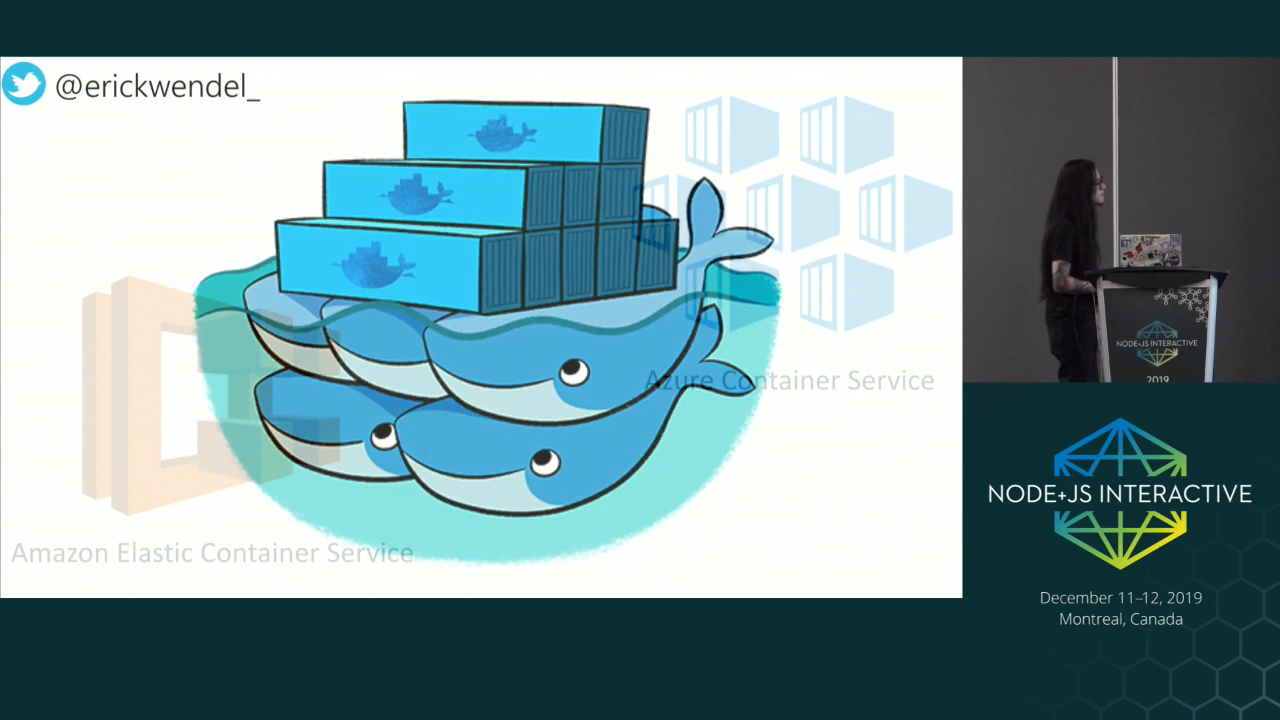 @erickwendel_
Azure Container Service
Amazon Elastic Container Service
NODE+JS INTERACTIVE
2019
NODE+JS INTERACTIVE
December 11–12, 2019
Montreal, Canada